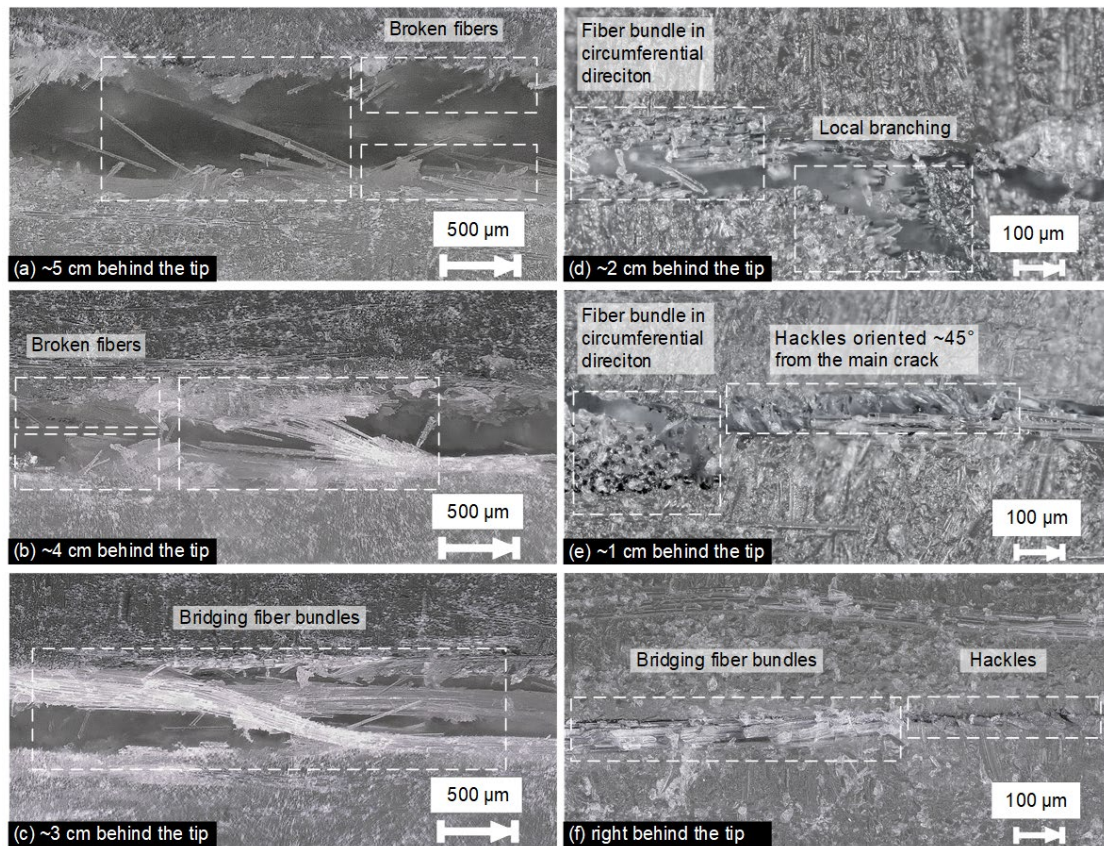 Broken fibers
500 µm
(a) ~5 cm behind the tip
Broken fibers
500 µm
(b) ~4 cm behind the tip
Bridging fiber bundles
500 µm
(c) ~3 cm behind the tip
Fiber bundle in
circumferential
direciton
Local branching
100 µm
(d) ~2 cm behind the tip
Fiber bundle in
circumferential
direciton
Hackles oriented ~45°
from the main crack
100 µm
(e) ~1 cm behind the tip
Bridging fiber bundles
Hackles
100 µm
(f) right behind the tip